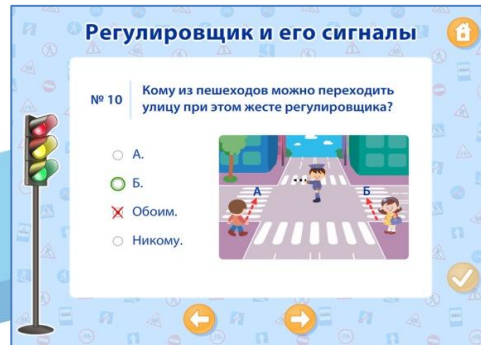 Регулировщик и его сигналы
№ 10
Кому из пешеходов можно переходить
улицу при этом жесте регулировщика?
А.
Б.
Обоим.
Никому.
А
Б